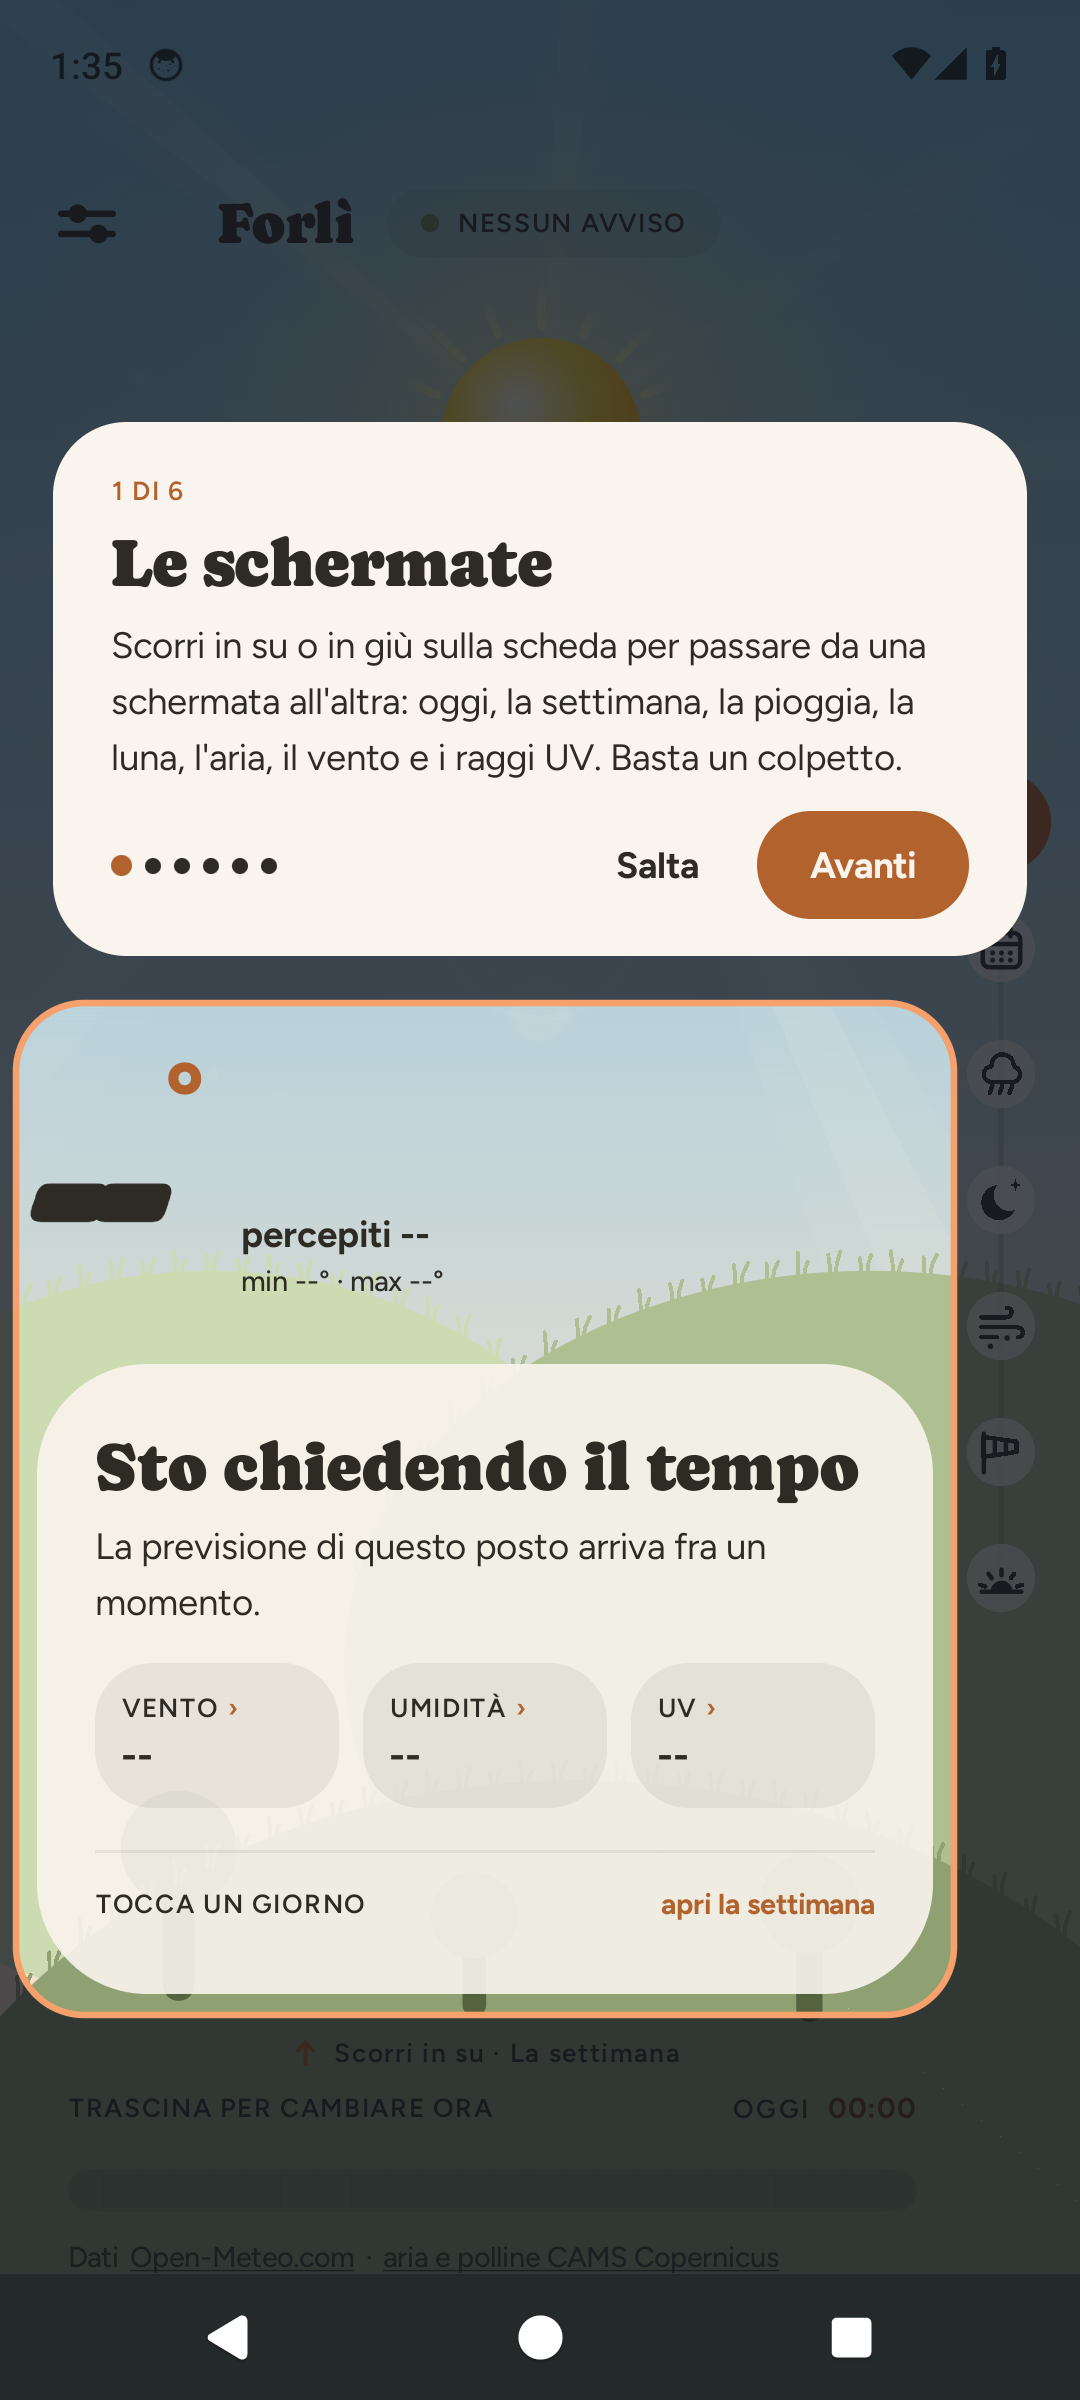 1:35
Forlì
NESSUN AVVISO
1 DI 6
Le schermate
Scorri in su o in giù sulla scheda per passare da una
schermata all'altra: oggi, la settimana, la pioggia, la
luna, l'aria, il vento e i raggi UV. Basta un colpetto.
Salta
Avanti
percepiti --
min --° · max --°
Sto chiedendo il tempo
La previsione di questo posto arriva fra un
momento.
VENTO ›
UMIDITÀ ›
UV ›
--
--
--
TOCCA UN GIORNO
apri la settimana
↑ Scorri in su · La settimana
TRASCINA PER CAMBIARE ORA
OGGI 00:00
Dati Open-Meteo.com · aria e polline CAMS Copernicus